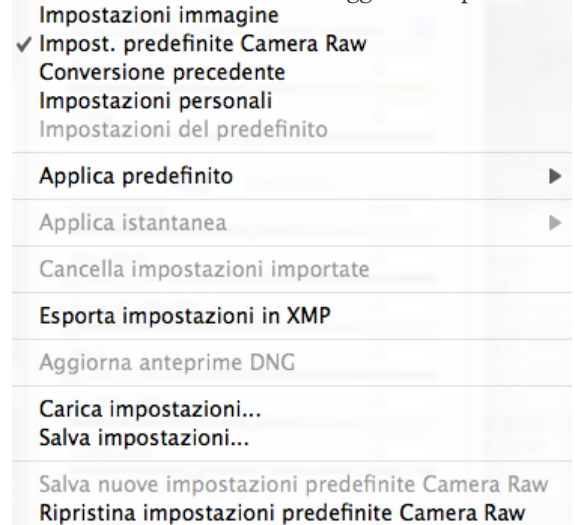 Impostazioni immagine
✓ Impost. predefinite Camera Raw
Conversione precedente
Impostazioni personali
Impostazioni del predefinito
Applica predefinito
Applica istantanea
Cancella impostazioni importate
Esporta impostazioni in XMP
Aggiorna anteprime DNG
Carica impostazioni...
Salva impostazioni...
Salva nuove impostazioni predefinite Camera Raw
Ripristina impostazioni predefinite Camera Raw